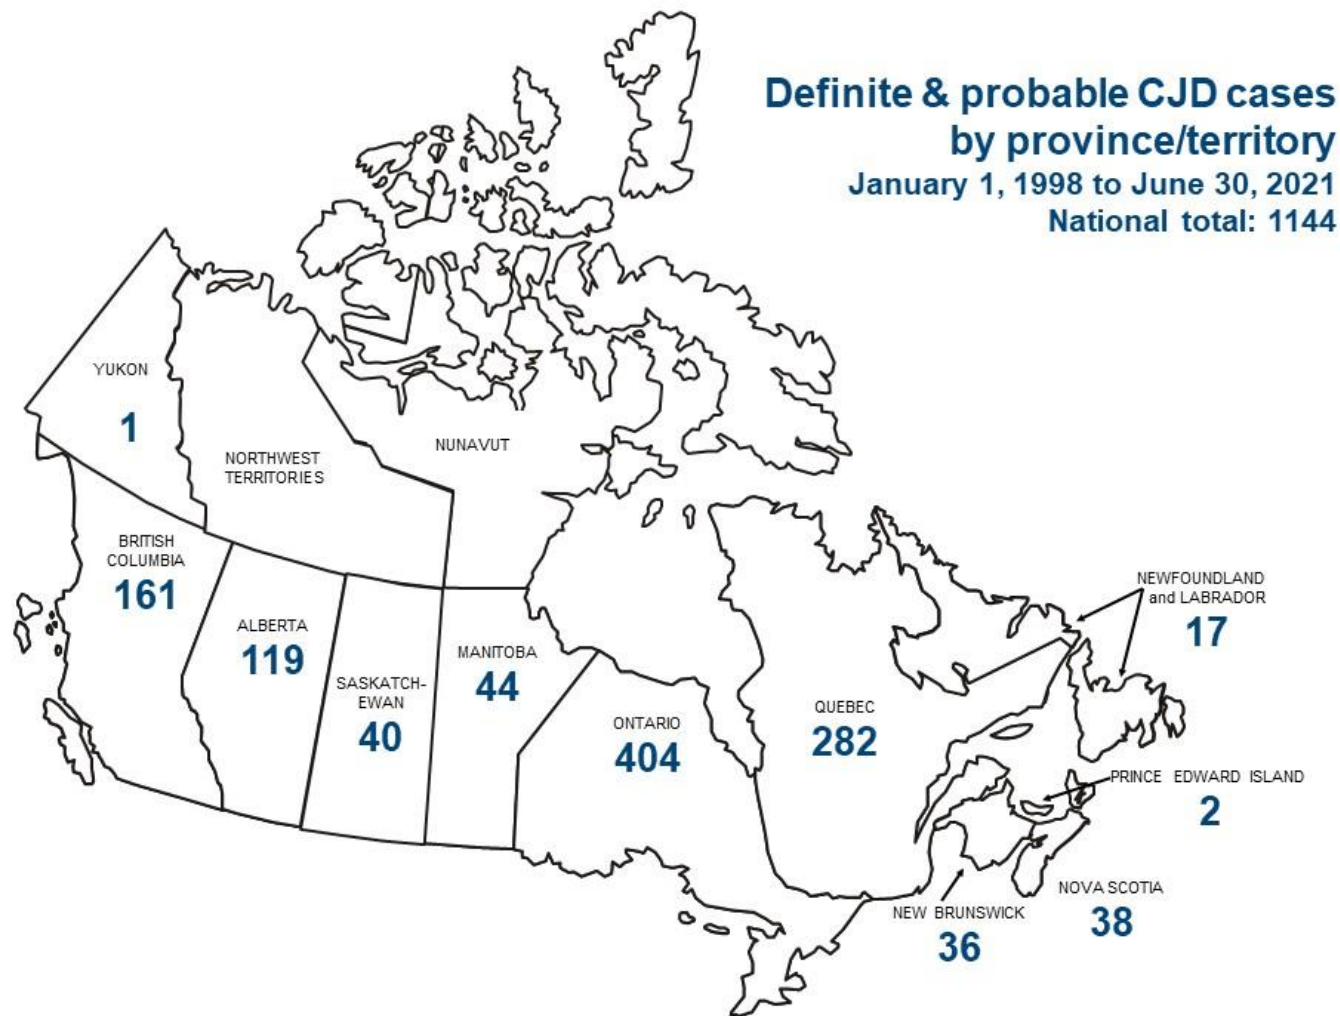 Definite & probable CJD cases
by province/territory
January 1, 1998 to June 30, 2021
National total: 1144
YUKON
1
NORTHWEST
TERRITORIES
NUNAVUT
BRITISH
COLUMBIA
161
ALBERTA
119
SASKATCH-
EWAN
40
MANITOBA
44
ONTARIO
404
QUEBEC
282
NEWFOUNDLAND
and LABRADOR
17
PRINCE EDWARD ISLAND
2
NOVA SCOTIA
38
NEW BRUNSWICK
36